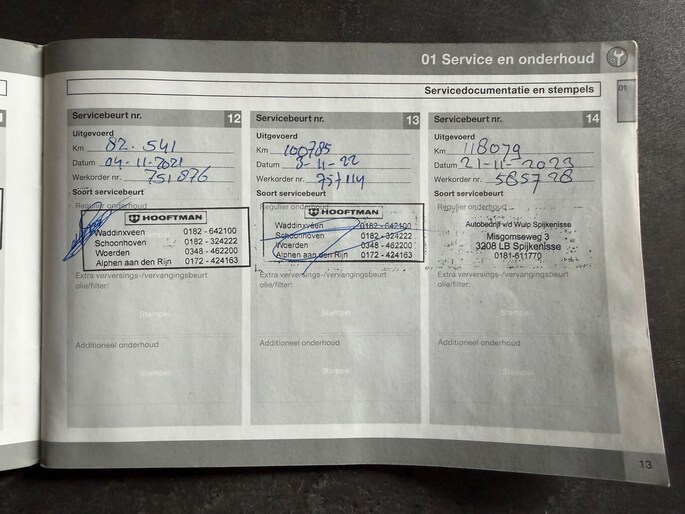 01 Service en onderhoud
Servicedocumentatie en stempels
01
Servicebeurt nr. 12
Uitgevoerd
Km 82.541
Datum 04-11-2021
Werkorder nr. 751876
Soort servicebeurt
Regulier onderhoud
HOOFTMAN
Waddinxveen 0182 - 642100
Schoonhoven 0182 - 324222
Woerden 0348 - 462200
Alphen aan den Rijn 0172 - 424163
Extra verversings-/vervangingsbeurt
olie/filter:
Stempel
Additioneel onderhoud
Stempel
Servicebeurt nr. 13
Uitgevoerd
Km 100785
Datum 3-11-22
Werkorder nr. 757114
Soort servicebeurt
Regulier onderhoud
HOOFTMAN
Waddinxveen 0182 - 642100
Schoonhoven 0182 - 324222
Woerden 0348 - 462200
Alphen aan den Rijn 0172 - 424163
Extra verversings-/vervangingsbeurt
olie/filter:
Stempel
Additioneel onderhoud
Stempel
Servicebeurt nr. 14
Uitgevoerd
Km 118079
Datum 21-11-2023
Werkorder nr. 585728
Soort servicebeurt
Regulier onderhoud
Autobedrijf v/d Wulp Spijkenisse
Misgomseweg 3
3208 LB Spijkenisse
0181-611770
Extra verversings-/vervangingsbeurt
olie/filter:
Stempel
Additioneel onderhoud
Stempel
13